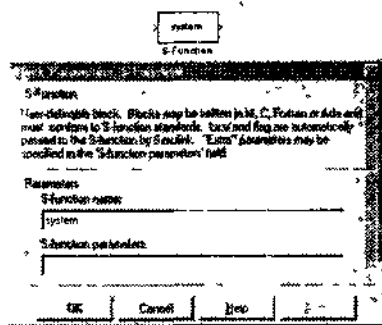 system
S-Function
S-Function
User-definable block. Blocks may be written in M, C, Fortran or Ada and
must conform to S-function standards. t,x,u and flag are automatically
passed to the S-function by Simulink. "Extra" parameters may be
specified in the 'S-function parameters' field.
Parameters
S-function name:
system
S-function parameters:
OK
Cancel
Help